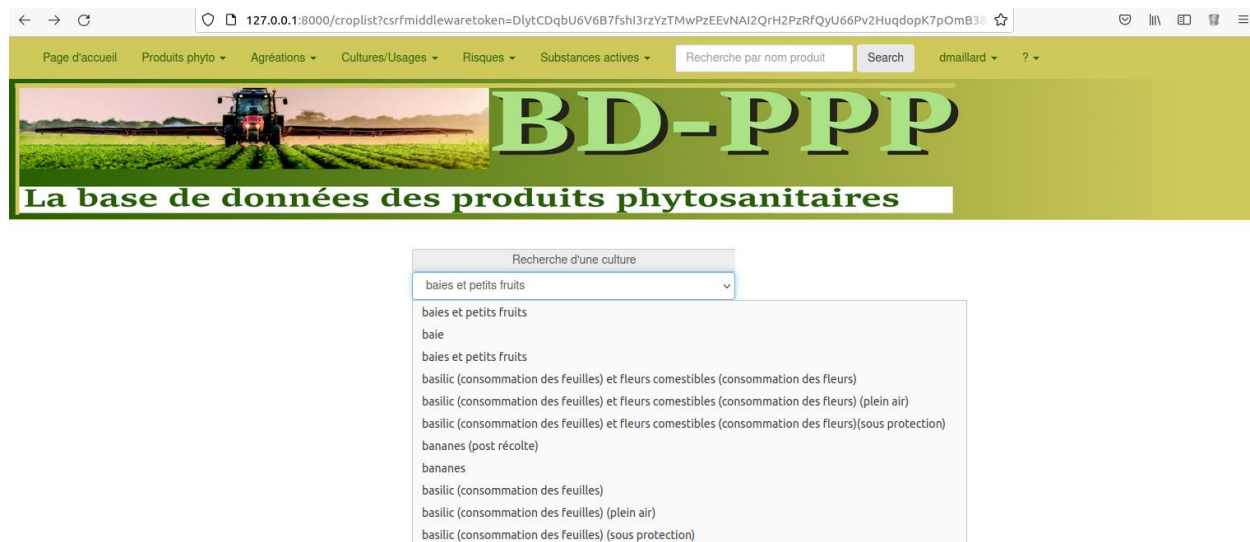 127.0.0.1:8000/croplist?csrfmiddlewaretoken=DlytCDqbU6V6B7fshI3rzYzTMwPzEEvNAI2QrH2PzRfQyU66Pv2HuqdopK7pOmB38
Page d'accueil Produits phyto Agréations Cultures/Usages Risques Substances actives Recherche par nom produit Search dmaillard ?
BD-PPP
La base de données des produits phytosanitaires
Recherche d'une culture
baies et petits fruits
baies et petits fruits
baie
baies et petits fruits
basilic (consommation des feuilles) et fleurs comestibles (consommation des fleurs)
basilic (consommation des feuilles) et fleurs comestibles (consommation des fleurs) (plein air)
basilic (consommation des feuilles) et fleurs comestibles (consommation des fleurs)(sous protection)
bananes (post récolte)
bananes
basilic (consommation des feuilles)
basilic (consommation des feuilles) (plein air)
basilic (consommation des feuilles) (sous protection)